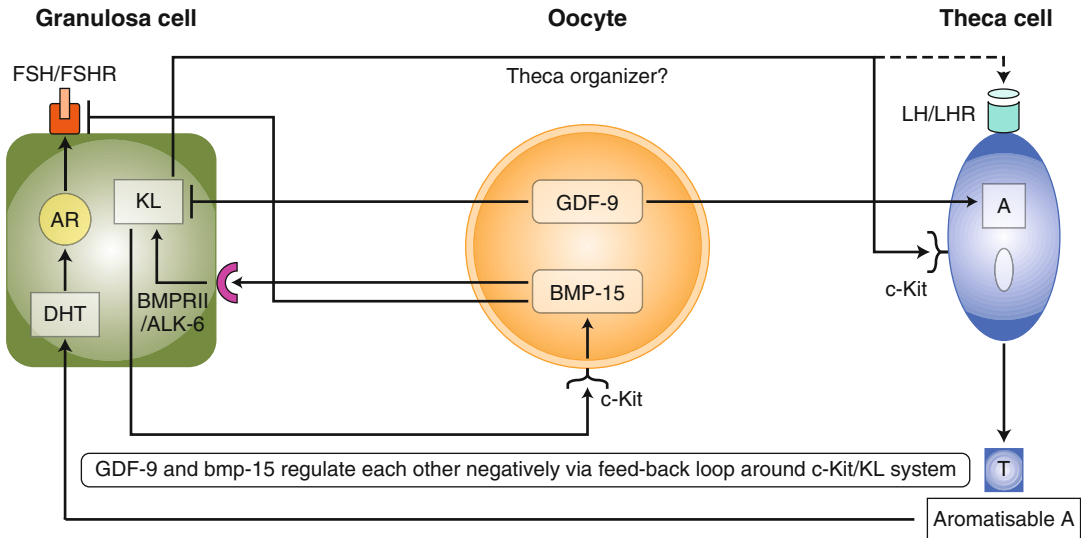 Granulosa cell
Oocyte
Theca cell
FSH/FSHR
Theca organizer?
LH/LHR
KL
GDF-9
A
AR
c-Kit
BMPRII
/ALK-6
BMP-15
DHT
c-Kit
GDF-9 and bmp-15 regulate each other negatively via feed-back loop around c-Kit/KL system
T
Aromatisable A